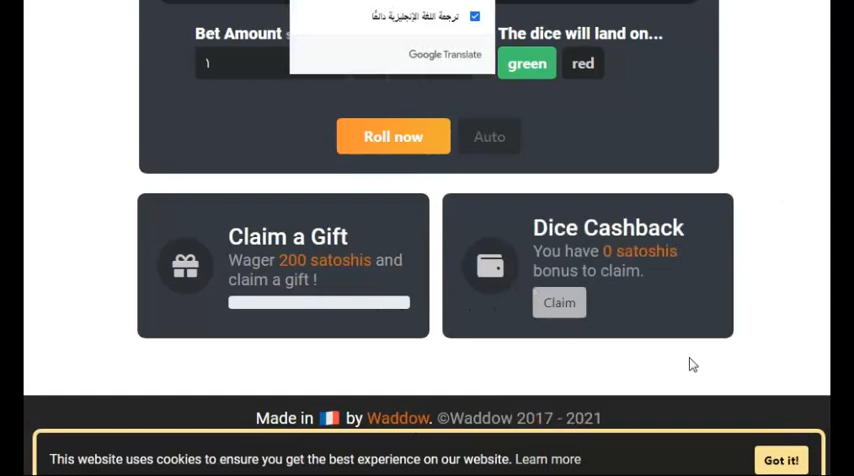 ترجمة اللغة الإنجليزية دائمًا
Google Translate
Bet Amount
The dice will land on...
١
green
red
Roll now
Auto
Claim a Gift
Wager 200 satoshis and
claim a gift !
Dice Cashback
You have 0 satoshis
bonus to claim.
Claim
Made in 🇫🇷 by Waddow. ©Waddow 2017 - 2021
This website uses cookies to ensure you get the best experience on our website. Learn more
Got it!